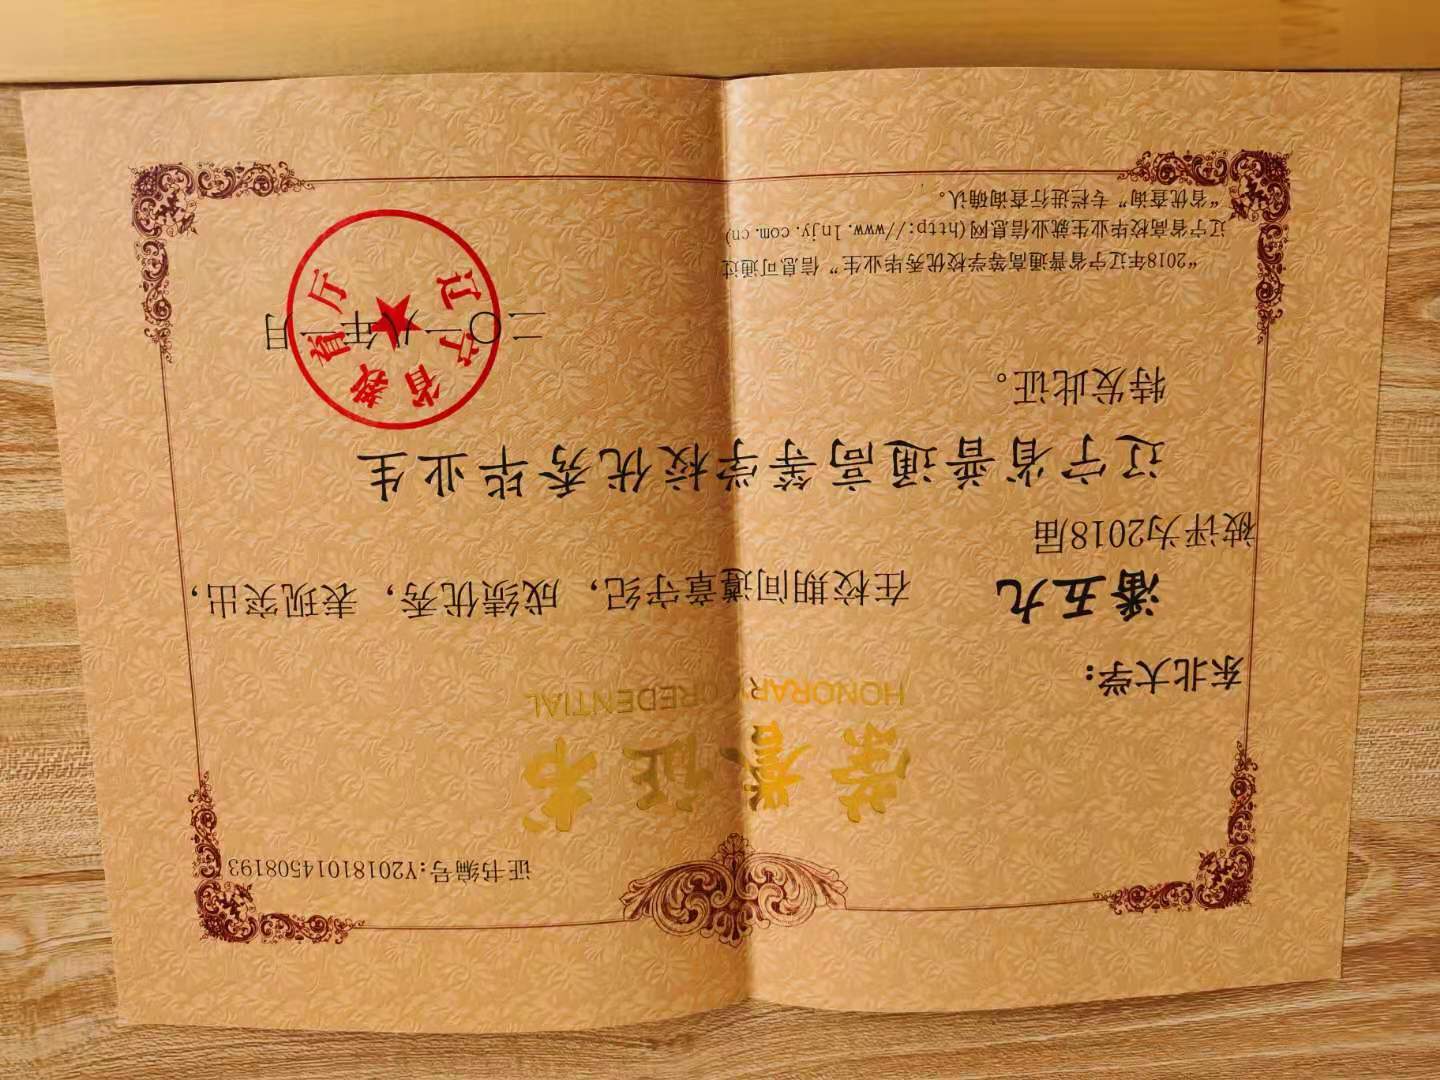 证书编号:Y20181014508193
荣誉证书
HONORARY CREDENTIAL
东北大学:
潘五九 在校期间遵章守纪,成绩优秀,表现突出,
被评为2018届
辽宁省普通高等学校优秀毕业生
特发此证。
辽宁省教育厅
二〇一八年一月
“2018年辽宁省普通高等学校优秀毕业生”信息可通过
辽宁省高校毕业生就业信息网(http://www.lnjy.com.cn)
“省优查询”专栏进行查询确认。